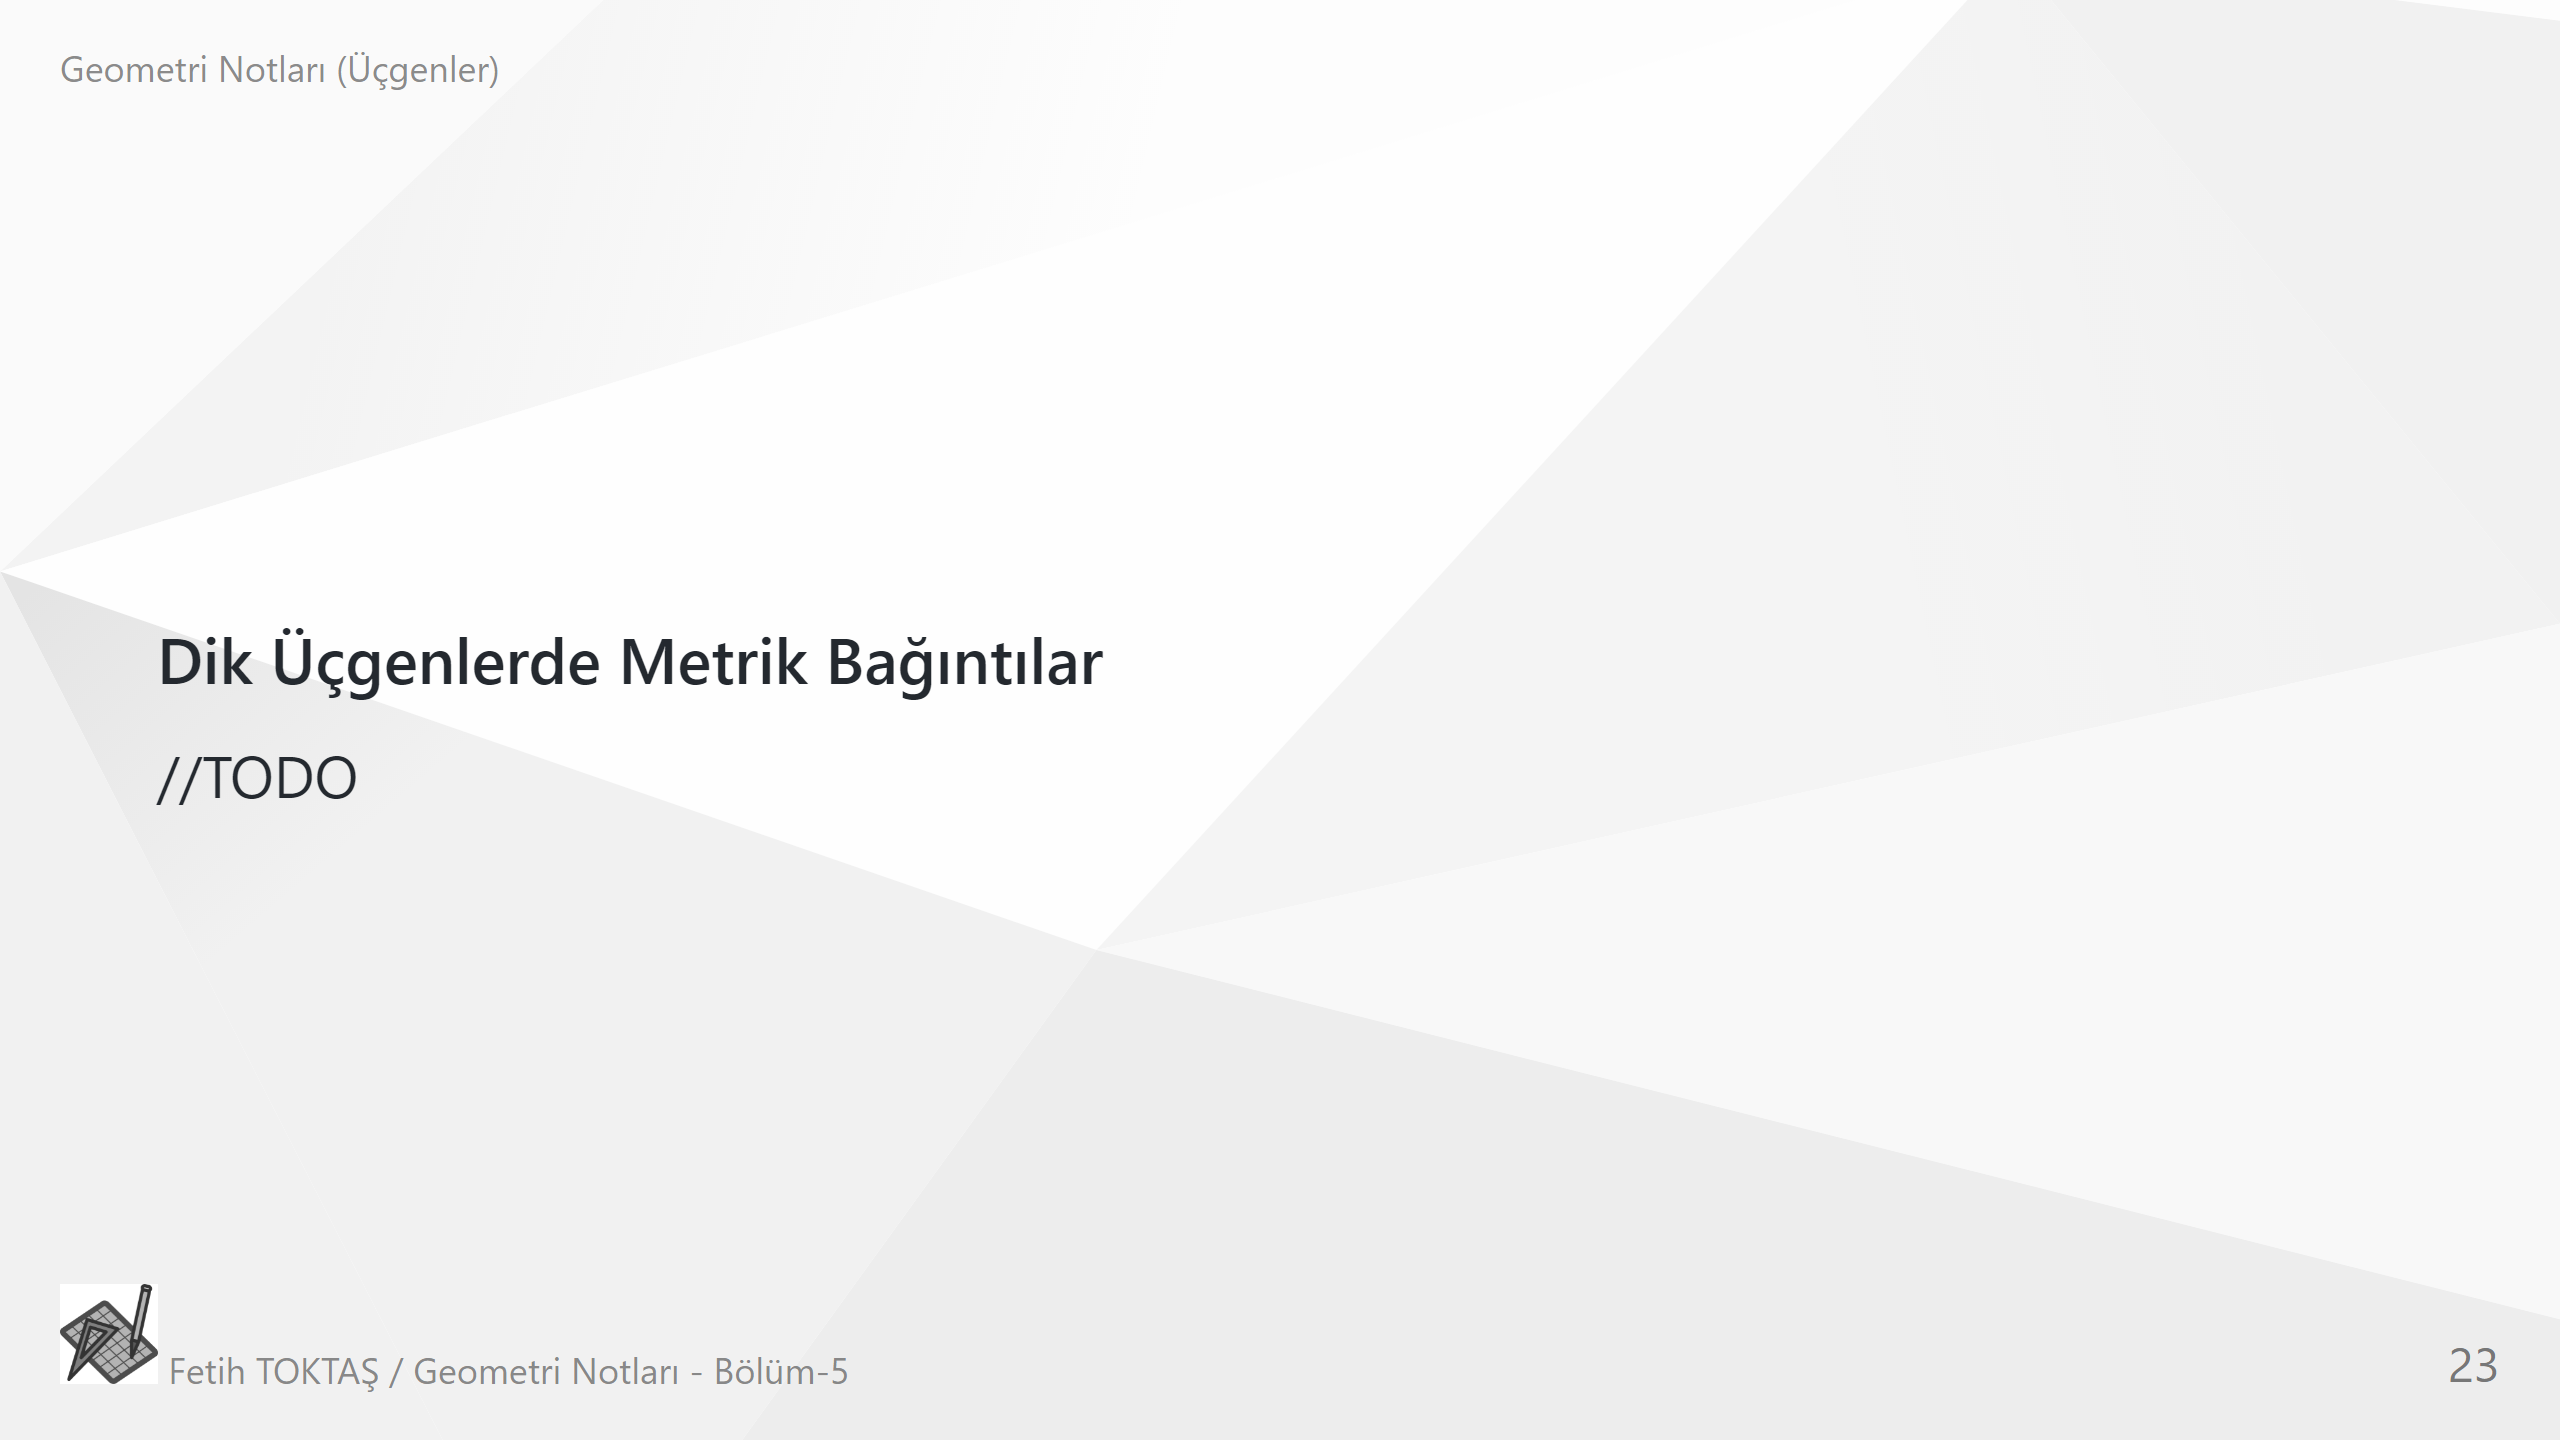 Geometri Notları (Üçgenler)
Dik Üçgenlerde Metrik Bağıntılar
//TODO
Fetih TOKTAŞ / Geometri Notları - Bölüm-5
23